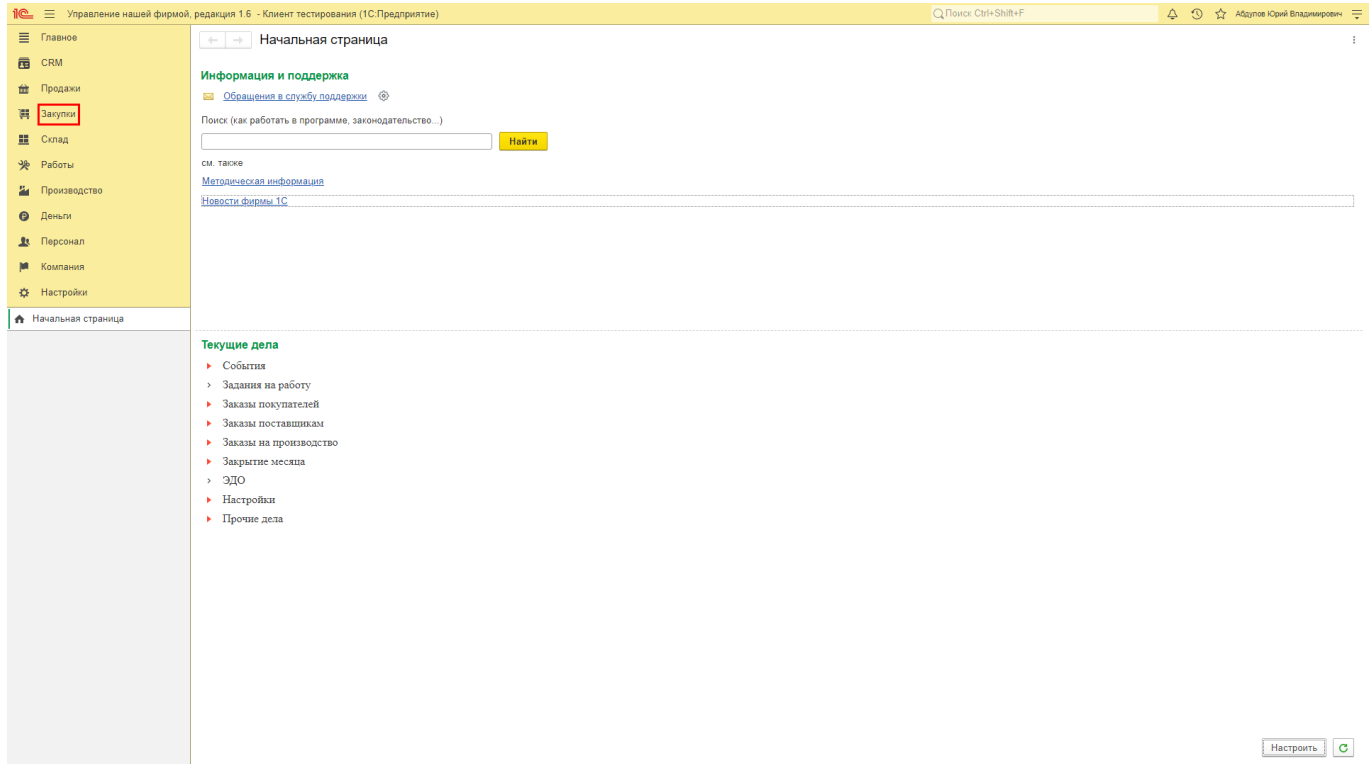 1С Управление нашей фирмой, редакция 1.6 - Клиент тестирования (1С:Предприятие) Поиск Ctrl+Shift+F Абдулов Юрий Владимирович
Главное
CRM
Продажи
Закупки
Склад
Работы
Производство
Деньги
Персонал
Компания
Настройки
Начальная страница
Начальная страница
Информация и поддержка
Обращения в службу поддержки
Поиск (как работать в программе, законодательство...)
Найти
см. также
Методическая информация
Новости фирмы 1С
Текущие дела
События
Задания на работу
Заказы покупателей
Заказы поставщикам
Заказы на производство
Закрытие месяца
ЭДО
Настройки
Прочие дела
Настроить